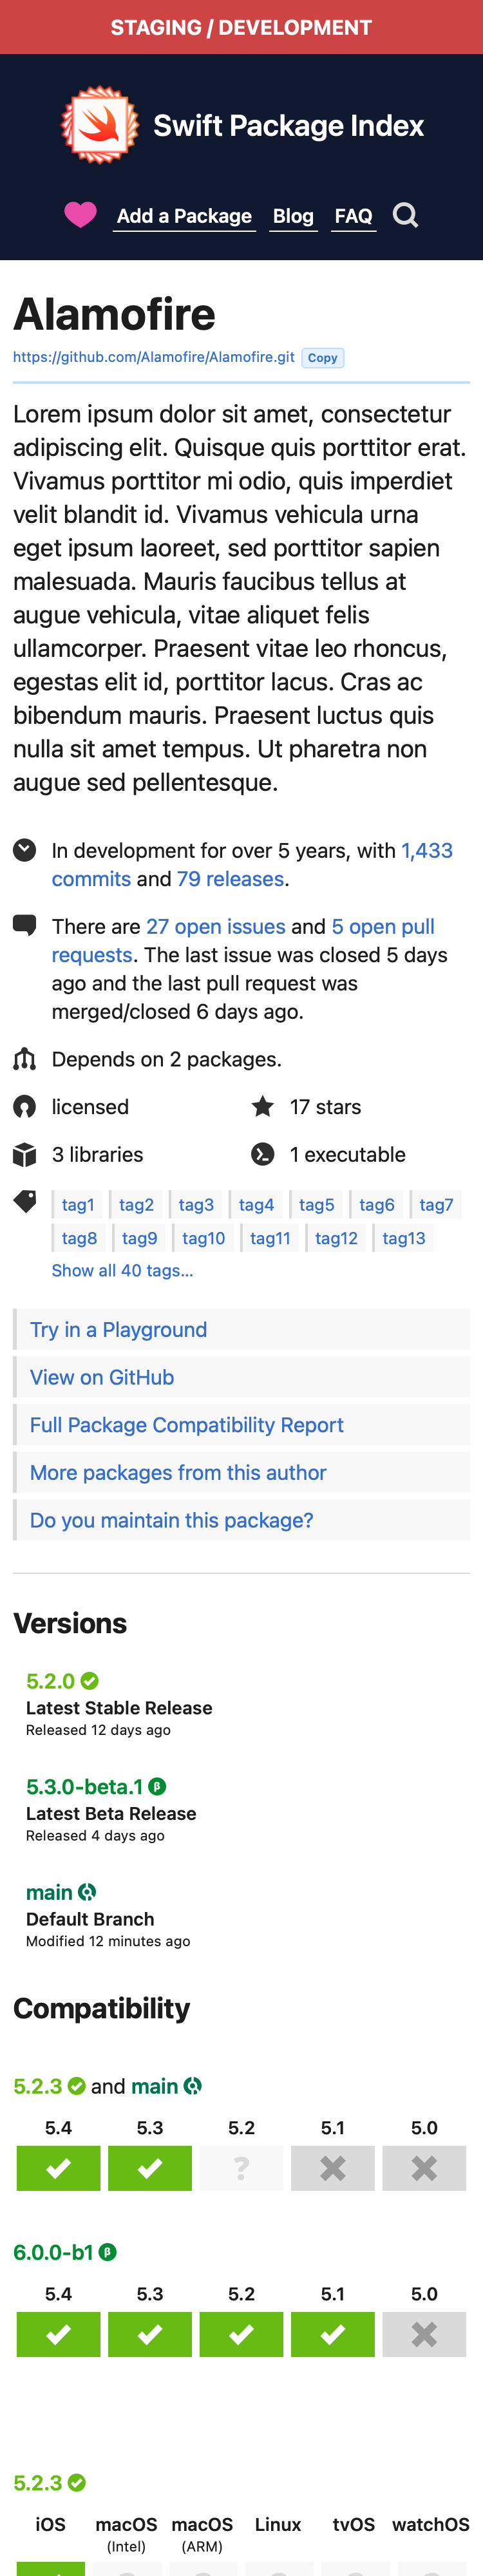 STAGING / DEVELOPMENT
Swift Package Index
Add a Package Blog FAQ
Alamofire
https://github.com/Alamofire/Alamofire.git Copy
Lorem ipsum dolor sit amet, consectetur
adipiscing elit. Quisque quis porttitor erat.
Vivamus porttitor mi odio, quis imperdiet
velit blandit id. Vivamus vehicula urna
eget ipsum laoreet, sed porttitor sapien
malesuada. Mauris faucibus tellus at
augue vehicula, vitae aliquet felis
ullamcorper. Praesent vitae leo rhoncus,
egestas elit id, porttitor lacus. Cras ac
bibendum mauris. Praesent luctus quis
nulla sit amet tempus. Ut pharetra non
augue sed pellentesque.
In development for over 5 years, with 1,433
commits and 79 releases.
There are 27 open issues and 5 open pull
requests. The last issue was closed 5 days
ago and the last pull request was
merged/closed 6 days ago.
Depends on 2 packages.
licensed 17 stars
3 libraries 1 executable
tag1 tag2 tag3 tag4 tag5 tag6 tag7
tag8 tag9 tag10 tag11 tag12 tag13
Show all 40 tags...
Try in a Playground
View on GitHub
Full Package Compatibility Report
More packages from this author
Do you maintain this package?
Versions
5.2.0
Latest Stable Release
Released 12 days ago
5.3.0-beta.1 β
Latest Beta Release
Released 4 days ago
main
Default Branch
Modified 12 minutes ago
Compatibility
5.2.3 and main
5.4 5.3 5.2 5.1 5.0
?
6.0.0-b1 β
5.4 5.3 5.2 5.1 5.0
5.2.3
iOS macOS macOS Linux tvOS watchOS
(Intel) (ARM)